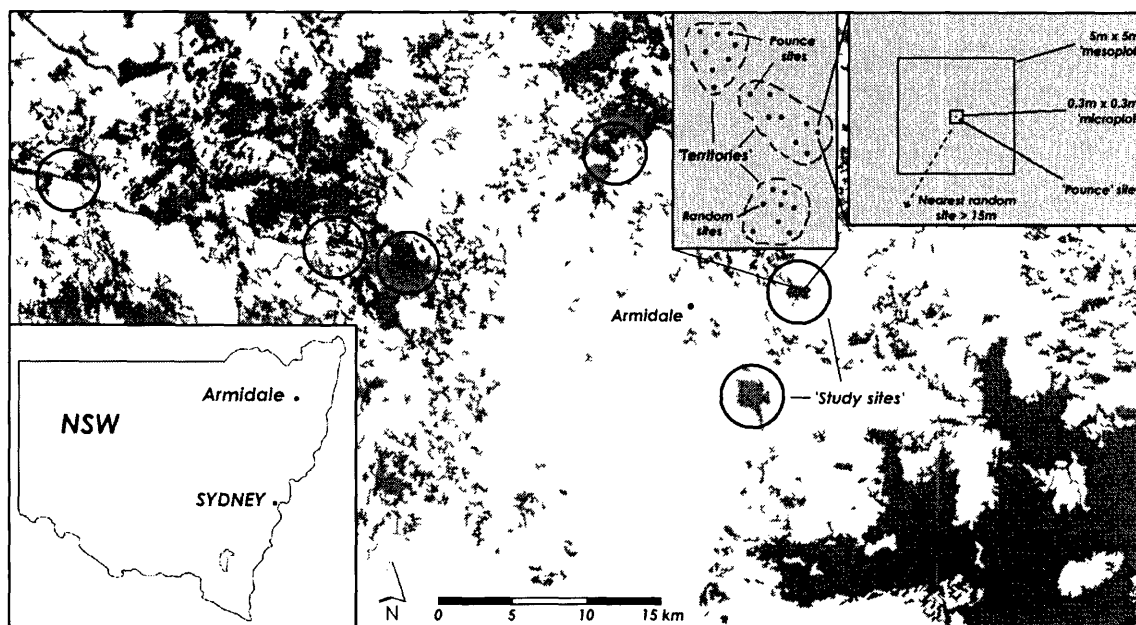 'Pounce
sites
'Territories'
Random
sites
5m x 5m
'mesoplot'
0.3m x 0.3m
'microplot'
'Pounce' site
Nearest random
site > 15m
Armidale
'Study sites'
Armidale
NSW
SYDNEY
N
0 5 10 15 km